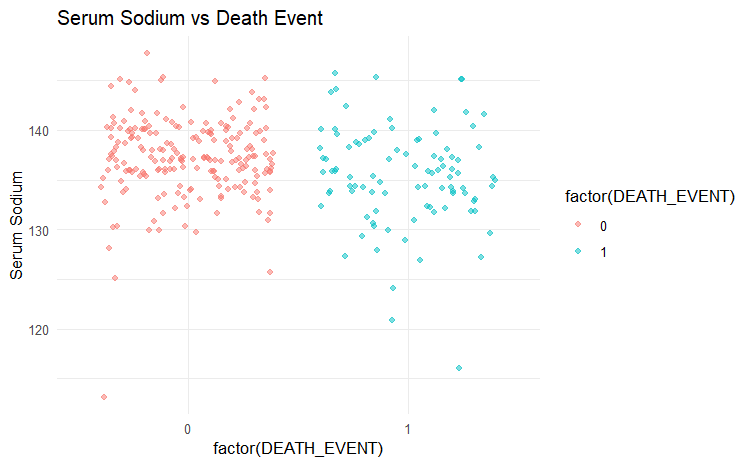 Serum Sodium vs Death Event
Serum Sodium
140
130
120
0
1
factor(DEATH_EVENT)
factor(DEATH_EVENT)
0
1